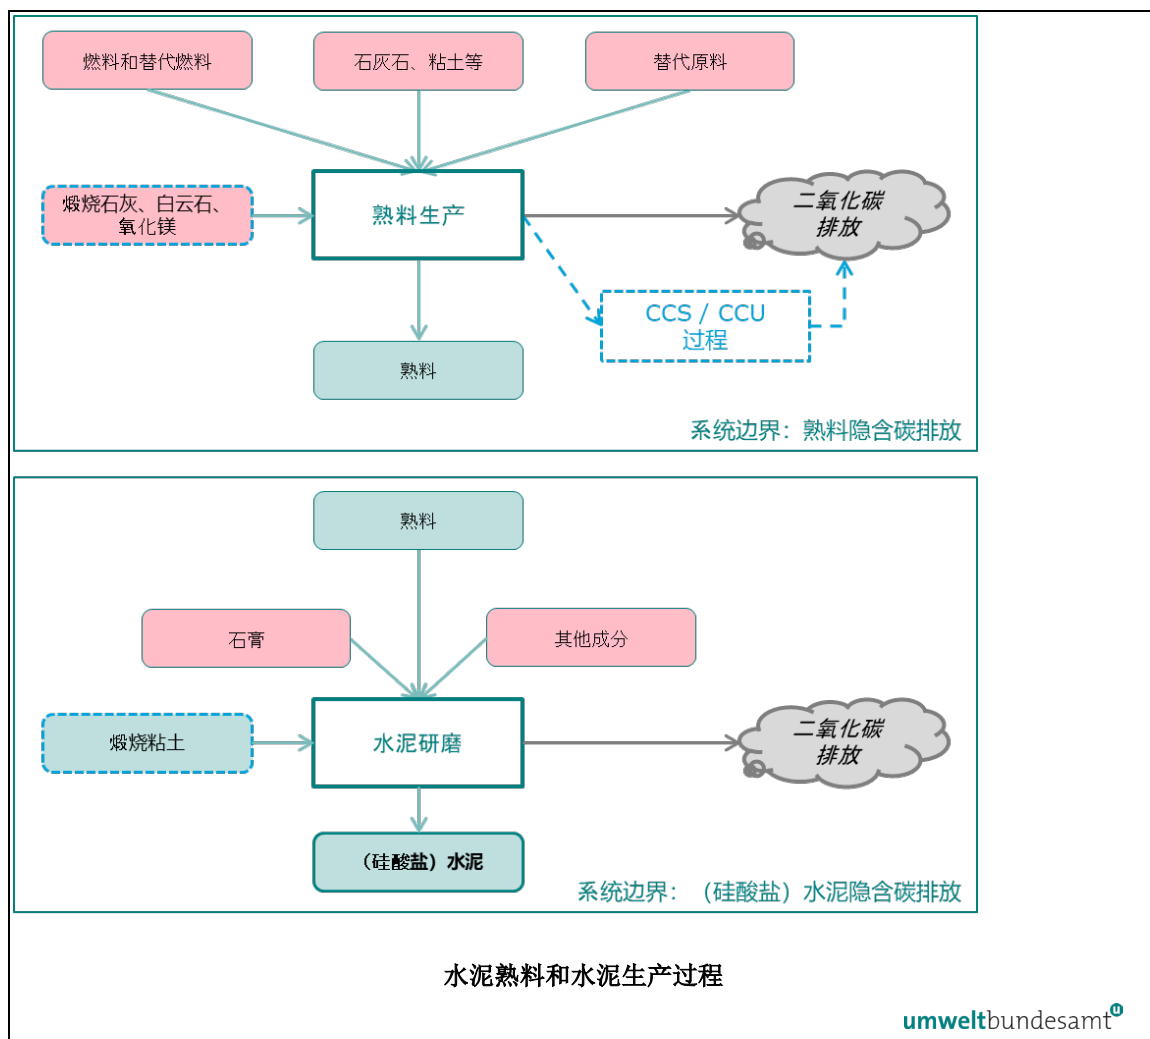 燃料和替代燃料
石灰石、粘土等
替代原料
煅烧石灰、白云石、
氧化镁
熟料生产
二氧化碳
排放
CCS / CCU
过程
熟料
系统边界：熟料隐含碳排放
熟料
石膏
其他成分
煅烧粘土
水泥研磨
二氧化碳
排放
（硅酸盐）水泥
系统边界：（硅酸盐）水泥隐含碳排放
水泥熟料和水泥生产过程
umweltbundesamt u